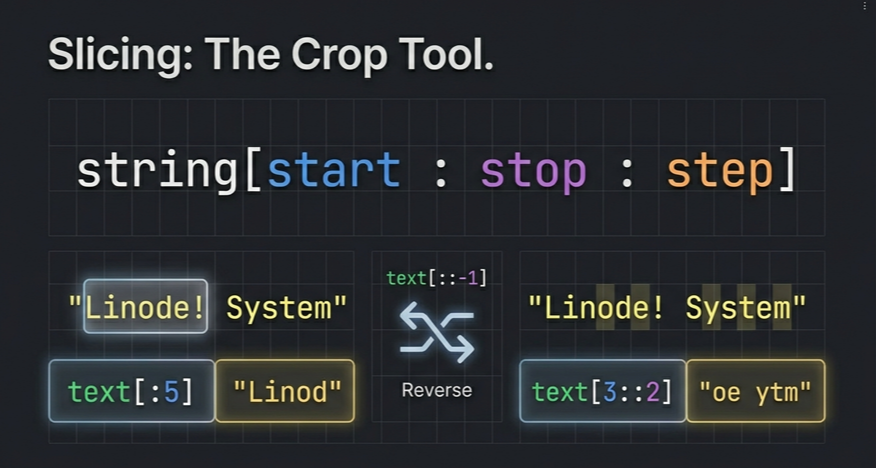 Slicing: The Crop Tool.
string[start : stop : step]
"Linode! System"
text[:5] "Linod"
text[::-1]
Reverse
"Linode! System"
text[3::2] "oe ytm"